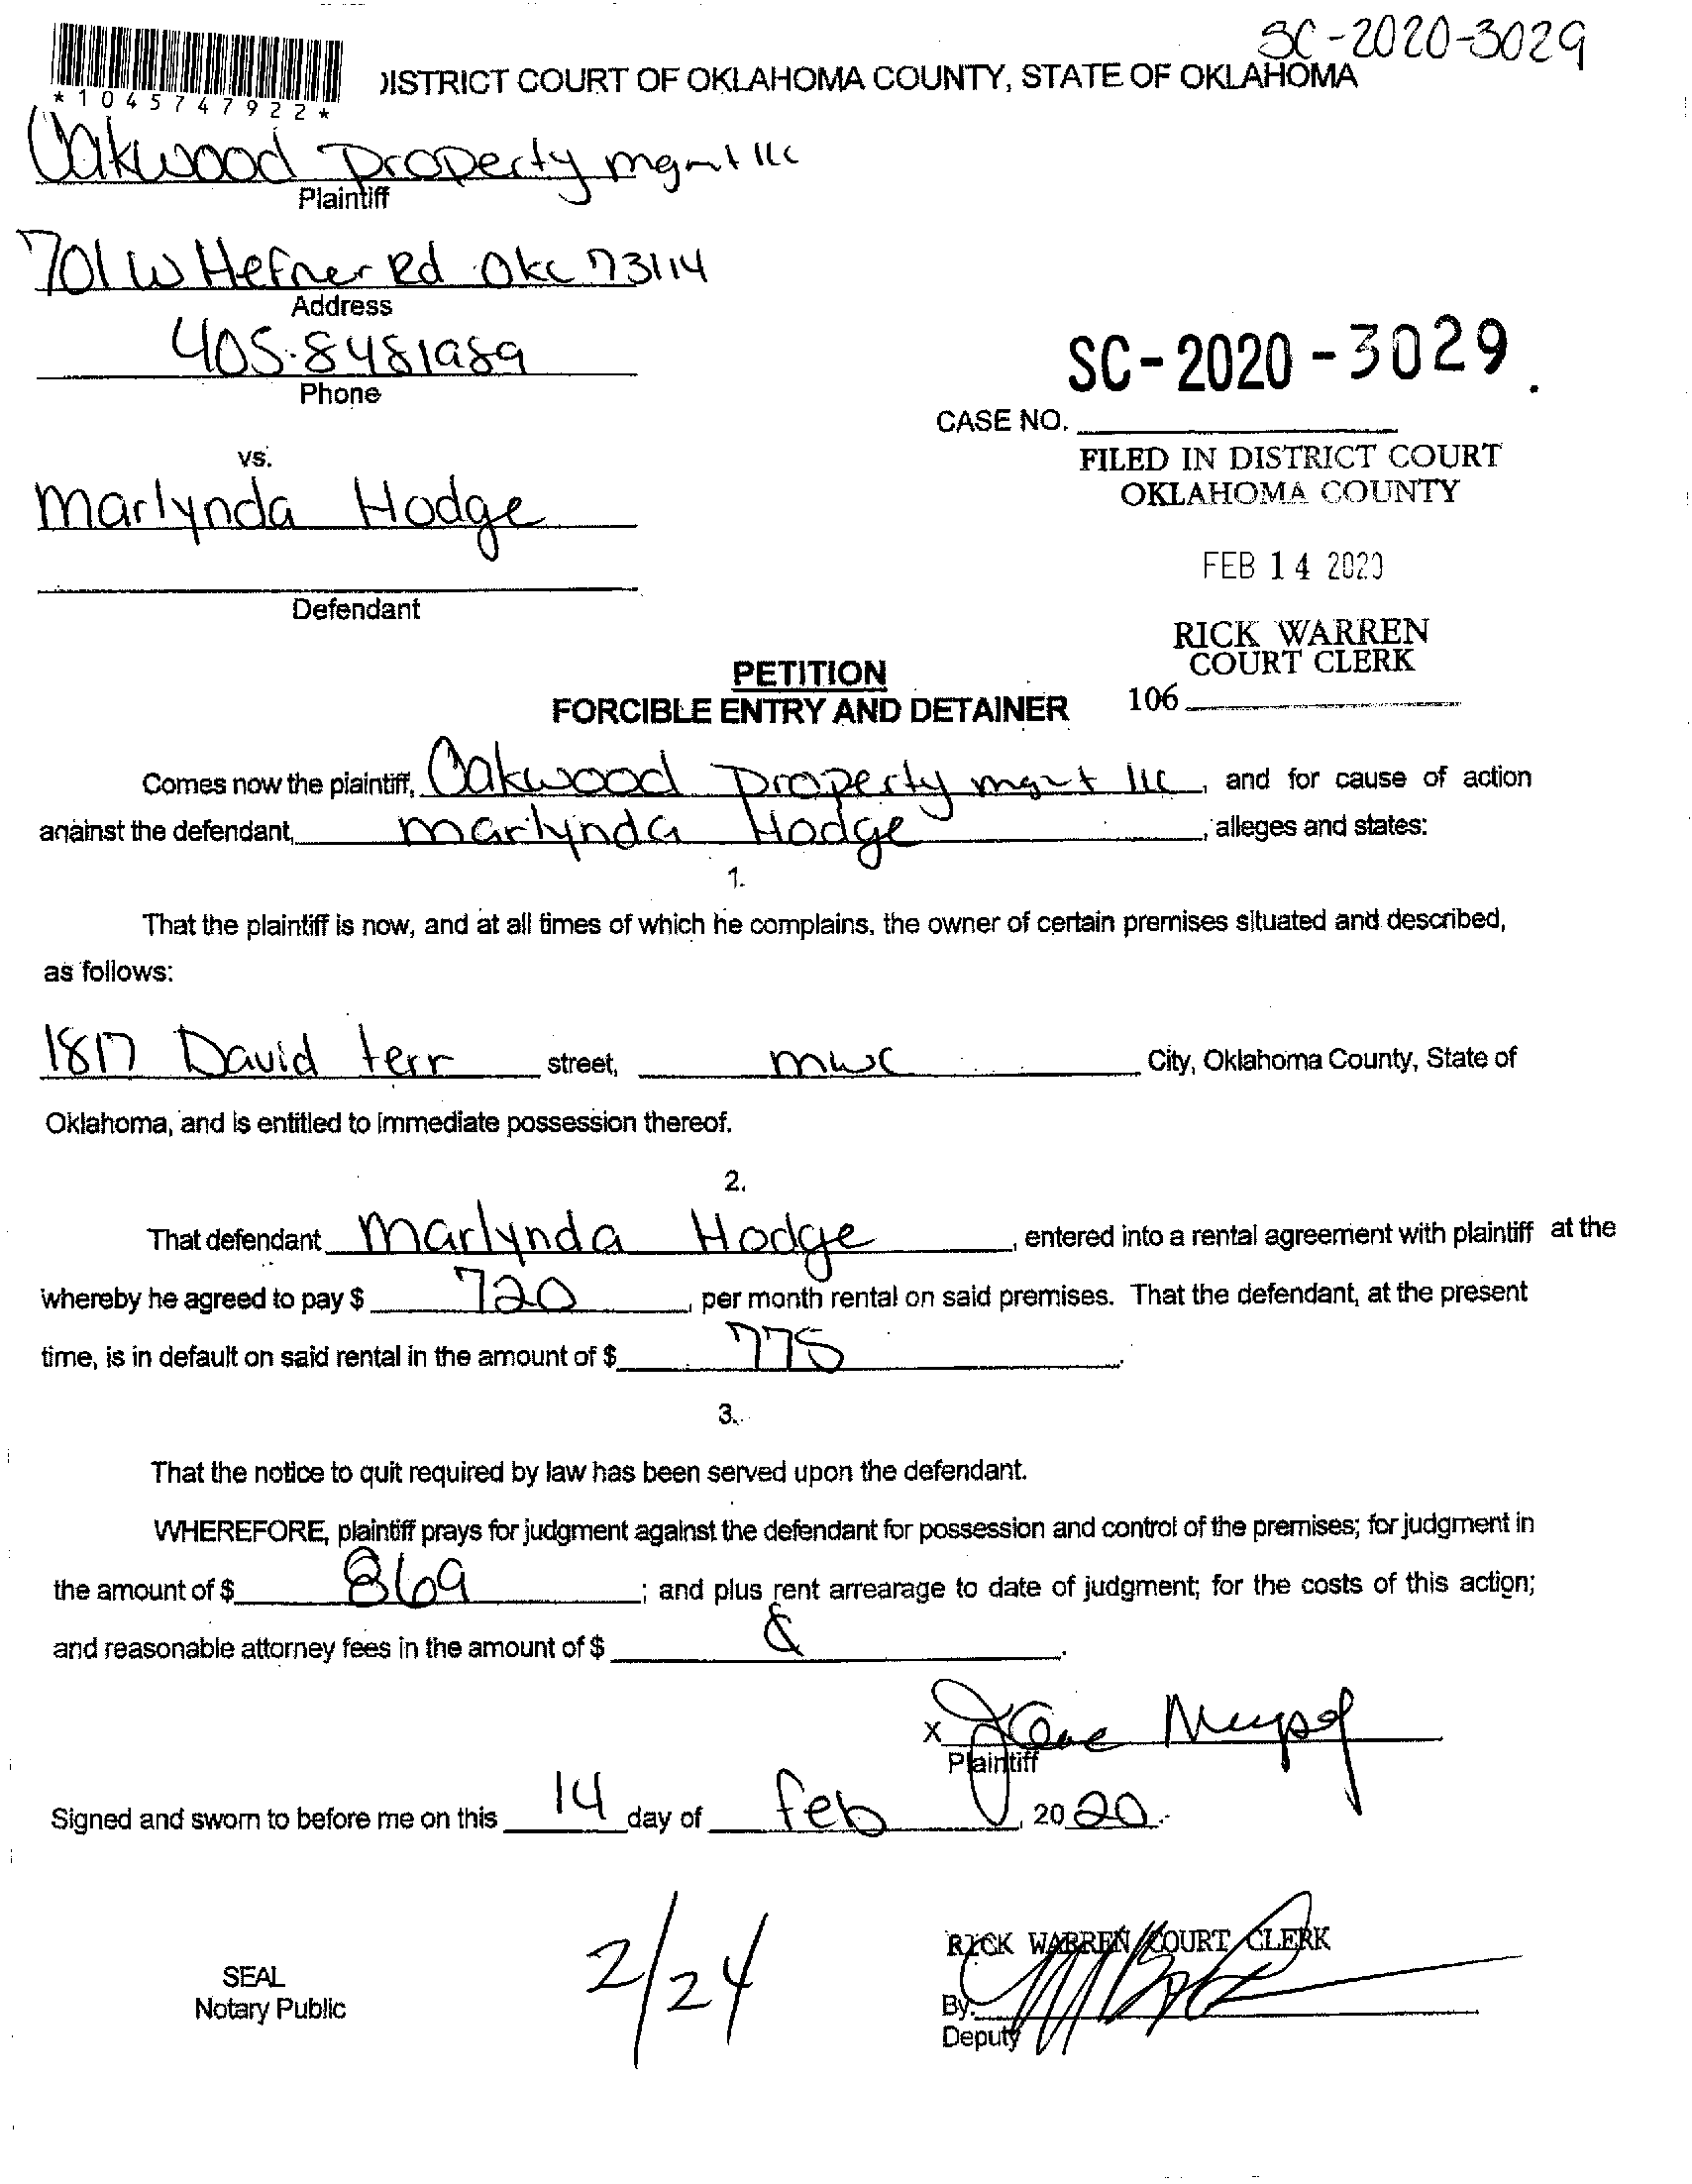 SC-2020-3029
*1045747922*
)ISTRICT COURT OF OKLAHOMA COUNTY, STATE OF OKLAHOMA
Oakwood Property mgmt llc
Plaintiff
701 W Hefner Rd Okc 73114
Address
405.8481989
Phone
SC-2020-3029.
CASE NO.
FILED IN DISTRICT COURT
OKLAHOMA COUNTY
vs.
Marlynda Hodge
FEB 14 2020
Defendant
RICK WARREN
COURT CLERK
106
PETITION
FORCIBLE ENTRY AND DETAINER
Comes now the plaintiff, Oakwood Property mgmt llc, and for cause of action
against the defendant, Marlynda Hodge, alleges and states:
1.
That the plaintiff is now, and at all times of which he complains, the owner of certain premises situated and described,
as follows:
1817 David terr street, mwc City, Oklahoma County, State of
Oklahoma, and is entitled to immediate possession thereof.
2.
That defendant Marlynda Hodge, entered into a rental agreement with plaintiff at the
whereby he agreed to pay $ 720, per month rental on said premises. That the defendant, at the present
time, is in default on said rental in the amount of $ 775.
3.
That the notice to quit required by law has been served upon the defendant.
WHEREFORE, plaintiff prays for judgment against the defendant for possession and control of the premises; for judgment in
the amount of $ 869; and plus rent arrearage to date of judgment; for the costs of this action;
and reasonable attorney fees in the amount of $
X
Plaintiff
Signed and sworn to before me on this 14 day of feb, 2020.
2/24
RICK WARREN COURT CLERK
SEAL
Notary Public
By:
Deputy